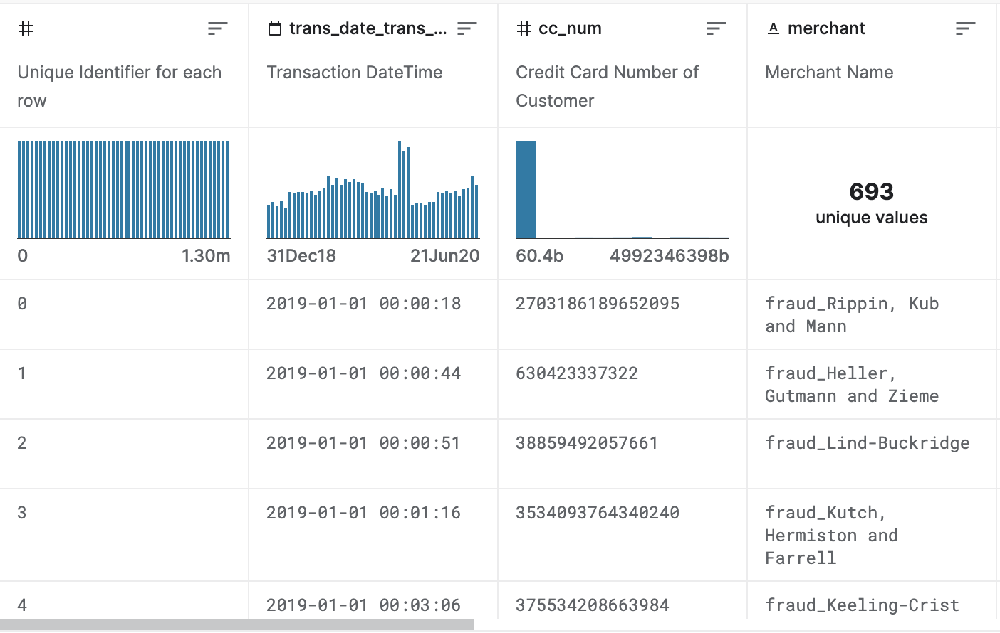 #
trans_date_trans_...
# cc_num
A merchant
Unique Identifier for each
row
Transaction DateTime
Credit Card Number of
Customer
Merchant Name
0 1.30m
31Dec18 21Jun20
60.4b 4992346398b
693
unique values
0
2019-01-01 00:00:18
2703186189652095
fraud_Rippin, Kub
and Mann
1
2019-01-01 00:00:44
630423337322
fraud_Heller,
Gutmann and Zieme
2
2019-01-01 00:00:51
38859492057661
fraud_Lind-Buckridge
3
2019-01-01 00:01:16
3534093764340240
fraud_Kutch,
Hermiston and
Farrell
4
2019-01-01 00:03:06
375534208663984
fraud_Keeling-Crist